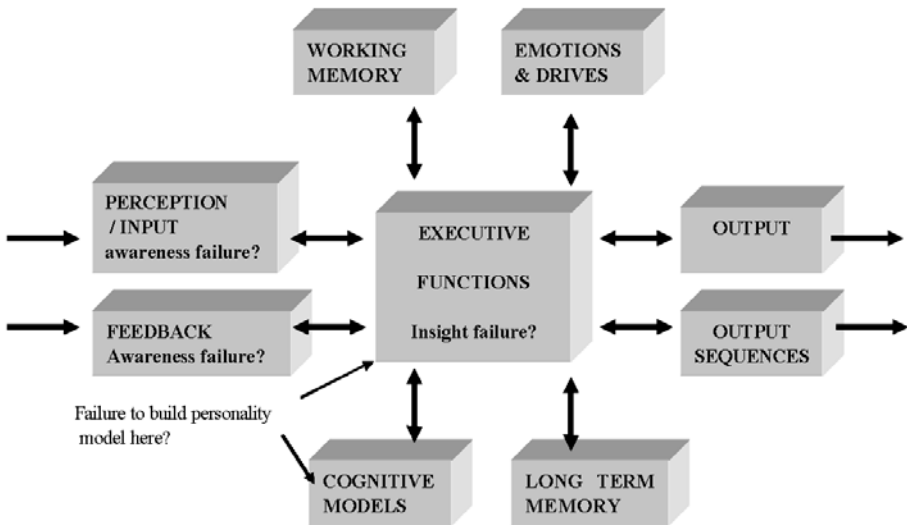 WORKING
MEMORY
EMOTIONS
& DRIVES
PERCEPTION
/ INPUT
awareness failure?
EXECUTIVE
FUNCTIONS
Insight failure?
OUTPUT
FEEDBACK
Awareness failure?
OUTPUT
SEQUENCES
Failure to build personality
model here?
COGNITIVE
MODELS
LONG TERM
MEMORY